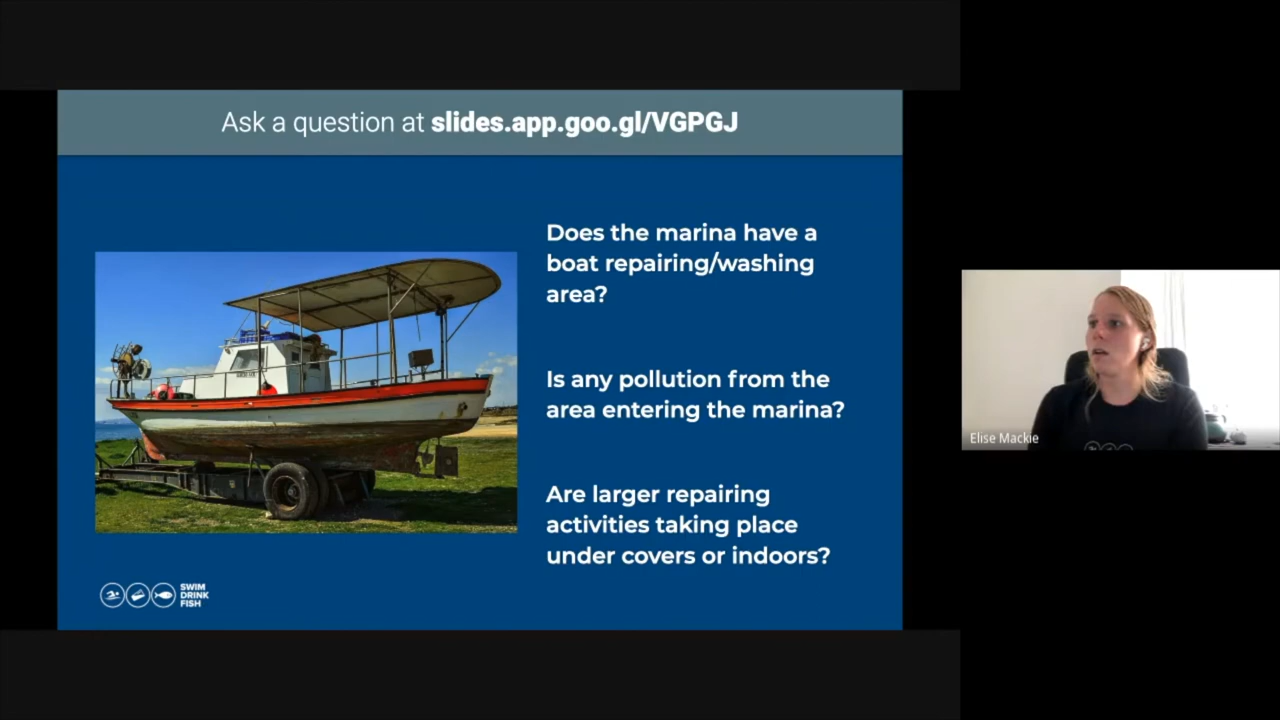 Ask a question at slides.app.goo.gl/VGPGJ
Does the marina have a
boat repairing/washing
area?
Is any pollution from the
area entering the marina?
Are larger repairing
activities taking place
under covers or indoors?
SWIM
DRINK
FISH
Elise Mackie